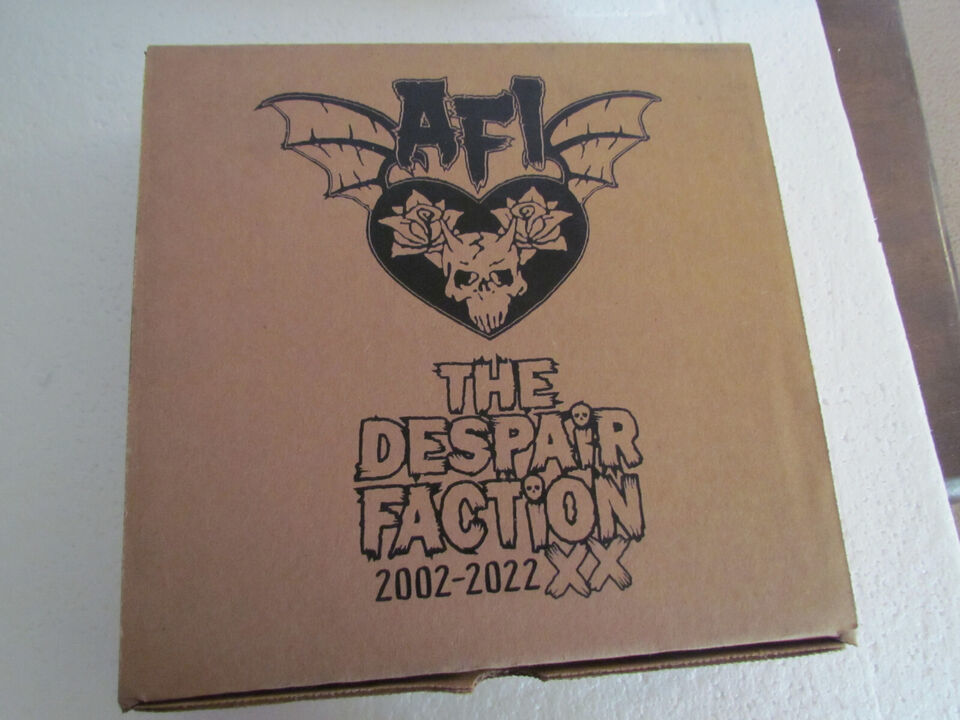 AFI
THE
DESPAiR
FACTiON
2002-2022 XX